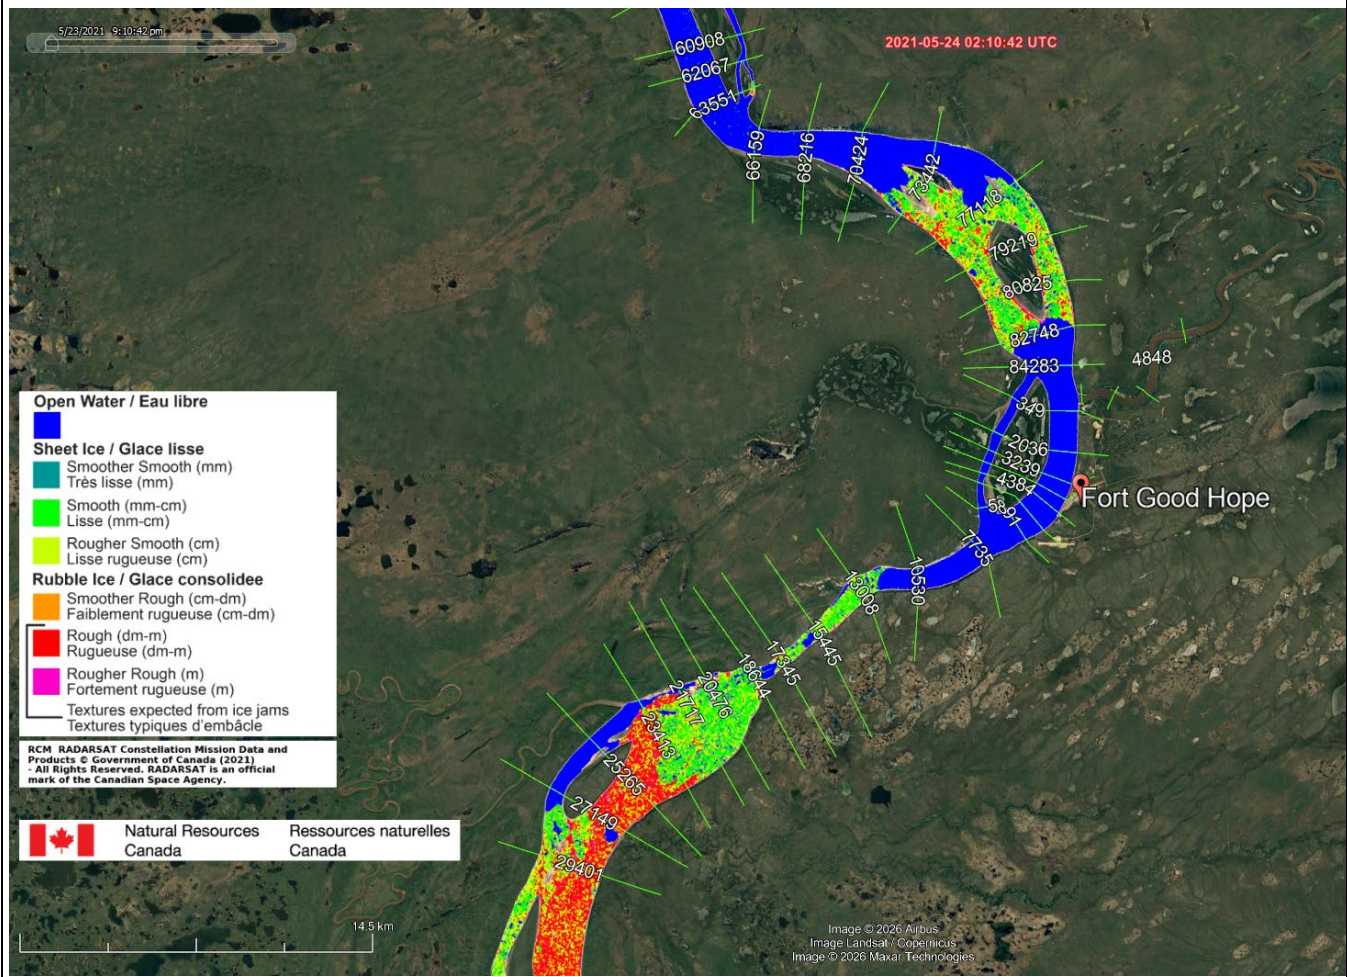 5/23/2021 9:10:42 pm
2021-05-24 02:10:42 UTC
60908
62067
63551
66159
68216
70424
73442
77118
79219
80825
82748
84283
4848
349
2036
3239
4384
5891
Fort Good Hope
7735
10530
13008
15445
17345
18644
20476
21717
23413
25265
27149
29401
Open Water / Eau libre
Sheet Ice / Glace lisse
Smoother Smooth (mm)
Très lisse (mm)
Smooth (mm-cm)
Lisse (mm-cm)
Rougher Smooth (cm)
Lisse rugueuse (cm)
Rubble Ice / Glace consolidee
Smoother Rough (cm-dm)
Faiblement rugueuse (cm-dm)
Rough (dm-m)
Rugueuse (dm-m)
Rougher Rough (m)
Fortement rugueuse (m)
Textures expected from ice jams
Textures typiques d'embâcle
RCM RADARSAT Constellation Mission Data and
Products © Government of Canada (2021)
- All Rights Reserved. RADARSAT is an official
mark of the Canadian Space Agency.
Natural Resources
Canada
Ressources naturelles
Canada
14.5 km
Image © 2026 Airbus
Image Landsat / Copernicus
Image © 2026 Maxar Technologies